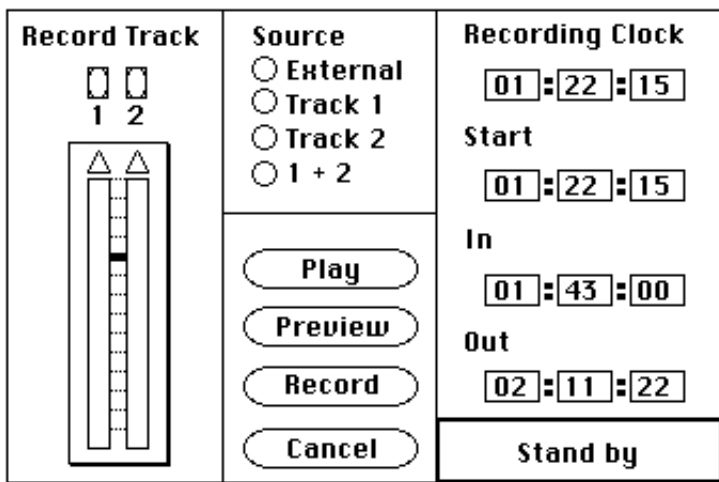 Record Track
1 2
Source
External
Track 1
Track 2
1 + 2
Play
Preview
Record
Cancel
Recording Clock
01:22:15
Start
01:22:15
In
01:43:00
Out
02:11:22
Stand by